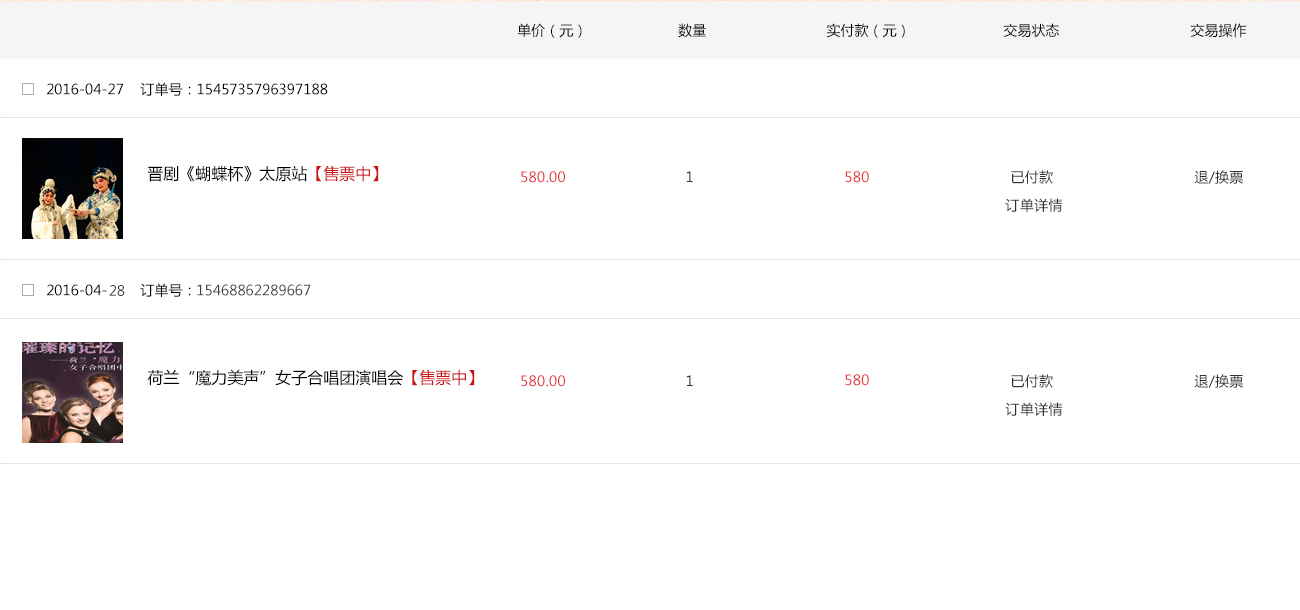 单价（元） 数量 实付款（元） 交易状态 交易操作
2016-04-27 订单号：1545735796397188
晋剧《蝴蝶杯》太原站【售票中】 580.00 1 580 已付款 退/换票
订单详情
2016-04-28 订单号：15468862289667
璀璨的记忆
——荷兰“魔力
女子合唱团中
荷兰“魔力美声”女子合唱团演唱会【售票中】 580.00 1 580 已付款 退/换票
订单详情